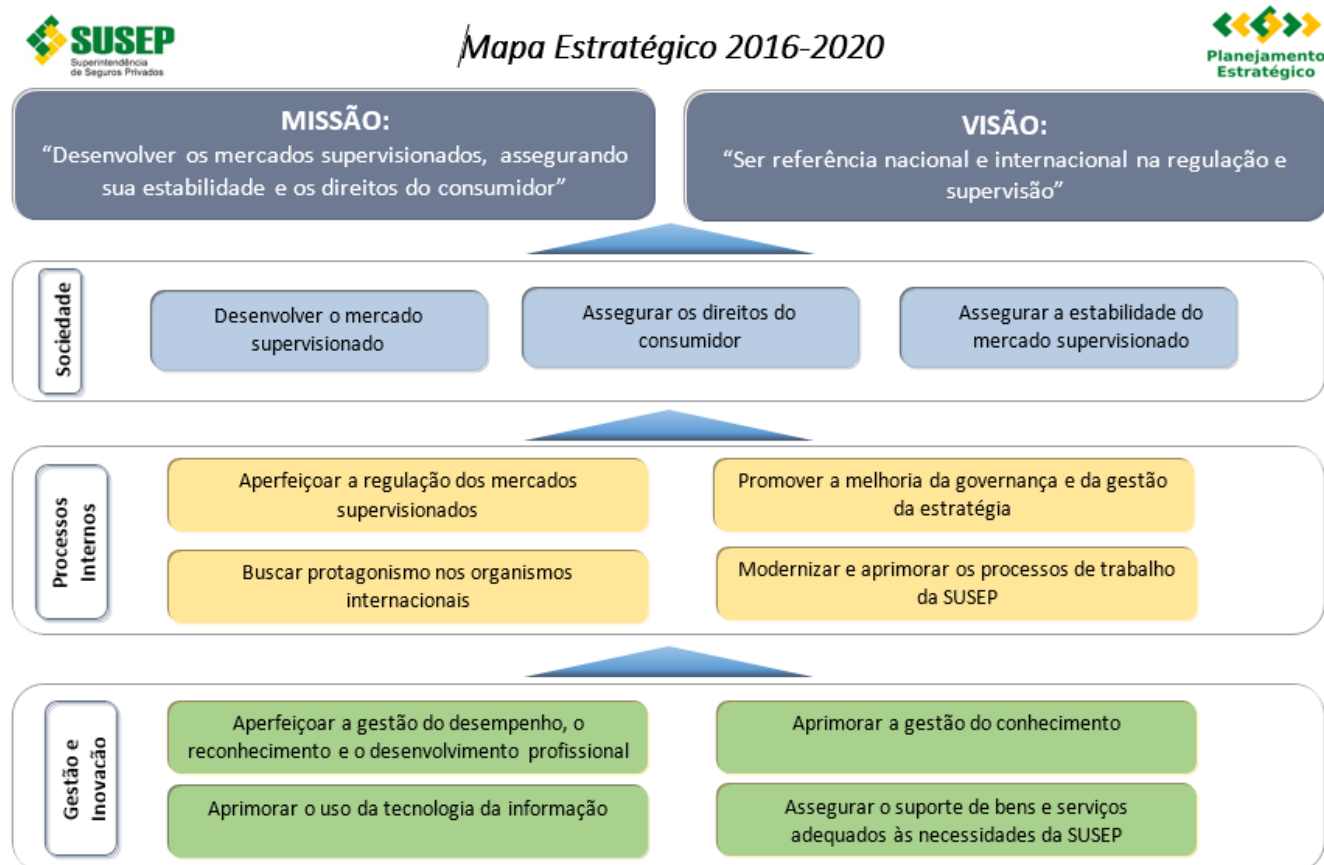 SUSEP
Superintendência
de Seguros Privados
Mapa Estratégico 2016-2020
Planejamento
Estratégico
MISSÃO:
“Desenvolver os mercados supervisionados, assegurando
sua estabilidade e os direitos do consumidor”
VISÃO:
“Ser referência nacional e internacional na regulação e
supervisão”
Sociedade
Desenvolver o mercado
supervisionado
Assegurar os direitos do
consumidor
Assegurar a estabilidade do
mercado supervisionado
Processos
Internos
Aperfeiçoar a regulação dos mercados
supervisionados
Promover a melhoria da governança e da gestão
da estratégia
Buscar protagonismo nos organismos
internacionais
Modernizar e aprimorar os processos de trabalho
da SUSEP
Gestão e
Inovação
Aperfeiçoar a gestão do desempenho, o
reconhecimento e o desenvolvimento profissional
Aprimorar a gestão do conhecimento
Aprimorar o uso da tecnologia da informação
Assegurar o suporte de bens e serviços
adequados às necessidades da SUSEP